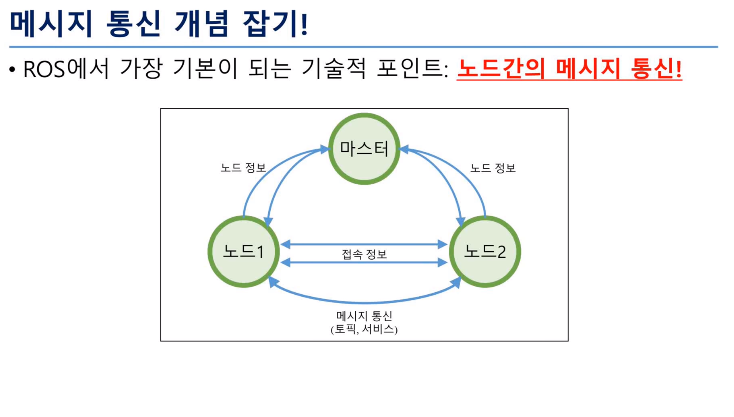 메시지 통신 개념 잡기!
• ROS에서 가장 기본이 되는 기술적 포인트: 노드간의 메시지 통신!
마스터
노드 정보
노드 정보
노드1
접속 정보
노드2
메시지 통신
(토픽, 서비스)